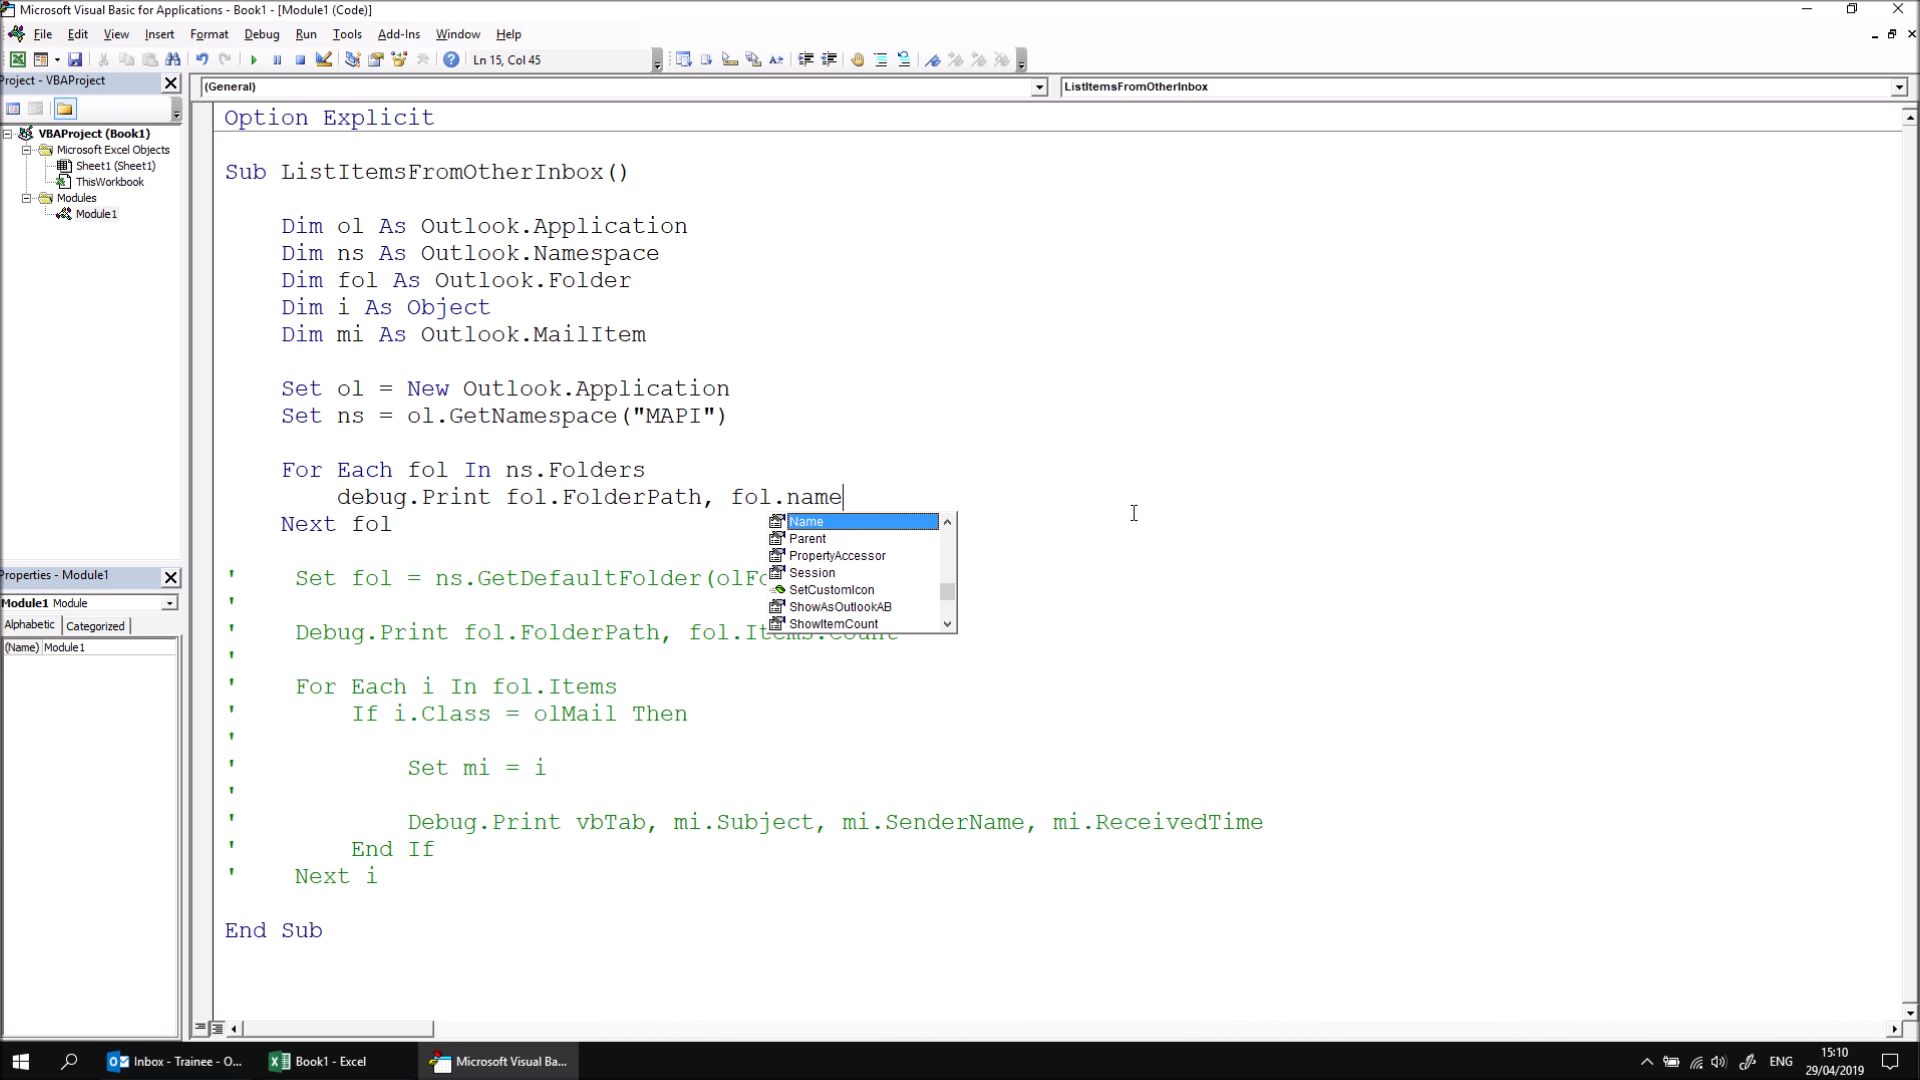 Microsoft Visual Basic for Applications - Book1 - [Module1 (Code)]
File Edit View Insert Format Debug Run Tools Add-Ins Window Help
Ln 15, Col 45
Project - VBAProject
(General) ListItemsFromOtherInbox
VBAProject (Book1)
Microsoft Excel Objects
Sheet1 (Sheet1)
ThisWorkbook
Modules
Module1
Properties - Module1
Module1 Module
Alphabetic Categorized
(Name) Module1
Option Explicit
Sub ListItemsFromOtherInbox()
Dim ol As Outlook.Application
Dim ns As Outlook.Namespace
Dim fol As Outlook.Folder
Dim i As Object
Dim mi As Outlook.MailItem
Set ol = New Outlook.Application
Set ns = ol.GetNamespace("MAPI")
For Each fol In ns.Folders
debug.Print fol.FolderPath, fol.name
Next fol
Name
Parent
PropertyAccessor
Session
SetCustomIcon
ShowAsOutlookAB
ShowItemCount
' Set fol = ns.GetDefaultFolder(olFo
'
' Debug.Print fol.FolderPath, fol.Items.Count
'
' For Each i In fol.Items
' If i.Class = olMail Then
'
' Set mi = i
'
' Debug.Print vbTab, mi.Subject, mi.SenderName, mi.ReceivedTime
' End If
' Next i
End Sub
Inbox - Trainee - O... Book1 - Excel Microsoft Visual Ba... ENG 15:10
29/04/2019